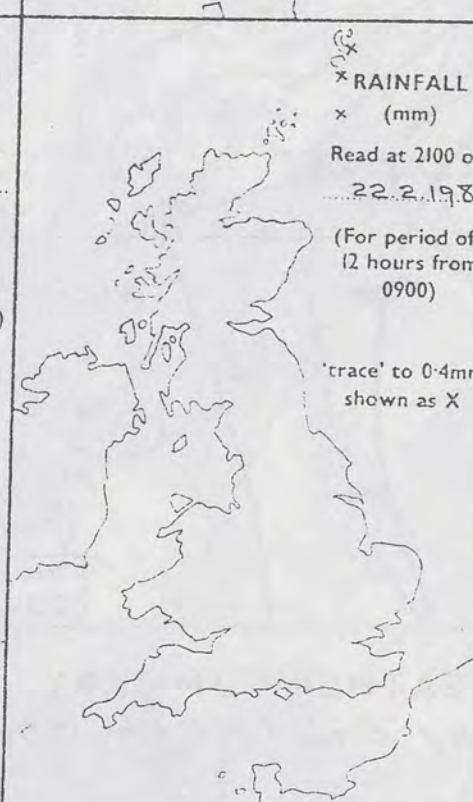 × RAINFALL
× (mm)
Read at 2100 o
22.2.198
(For period of
12 hours from
0900)
'trace' to 0·4mm
shown as X
)